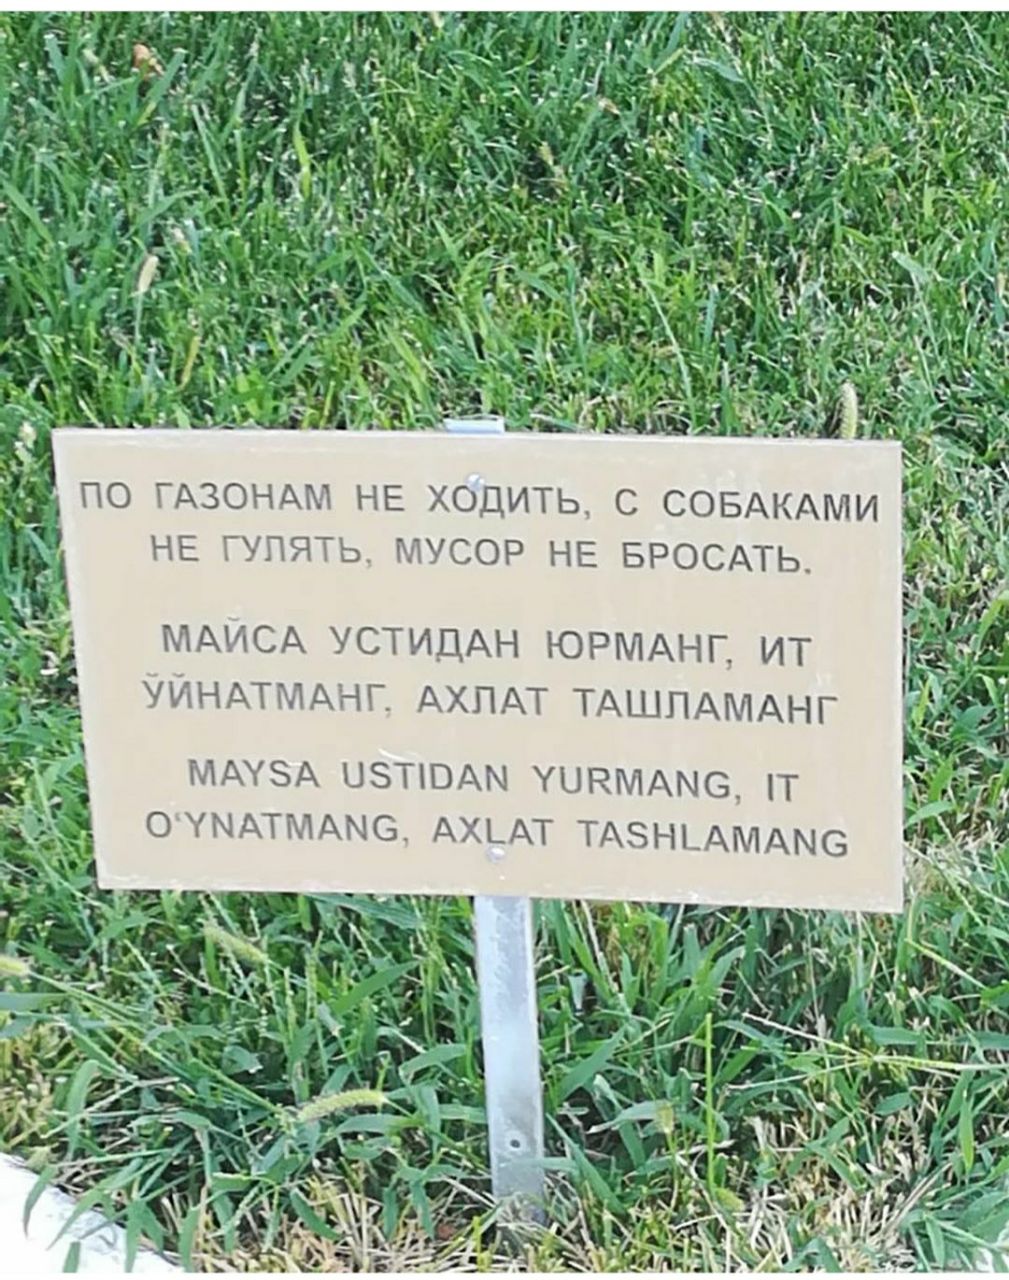 ПО ГАЗОНАМ НЕ ХОДИТЬ, С СОБАКАМИ
НЕ ГУЛЯТЬ, МУСОР НЕ БРОСАТЬ.
МАЙСА УСТИДАН ЮРМАНГ, ИТ
ЎЙНАТМАНГ, АХЛАТ ТАШЛАМАНГ
MAYSA USTIDAN YURMANG, IT
O‘YNATMANG, AXLAT TASHLAMANG